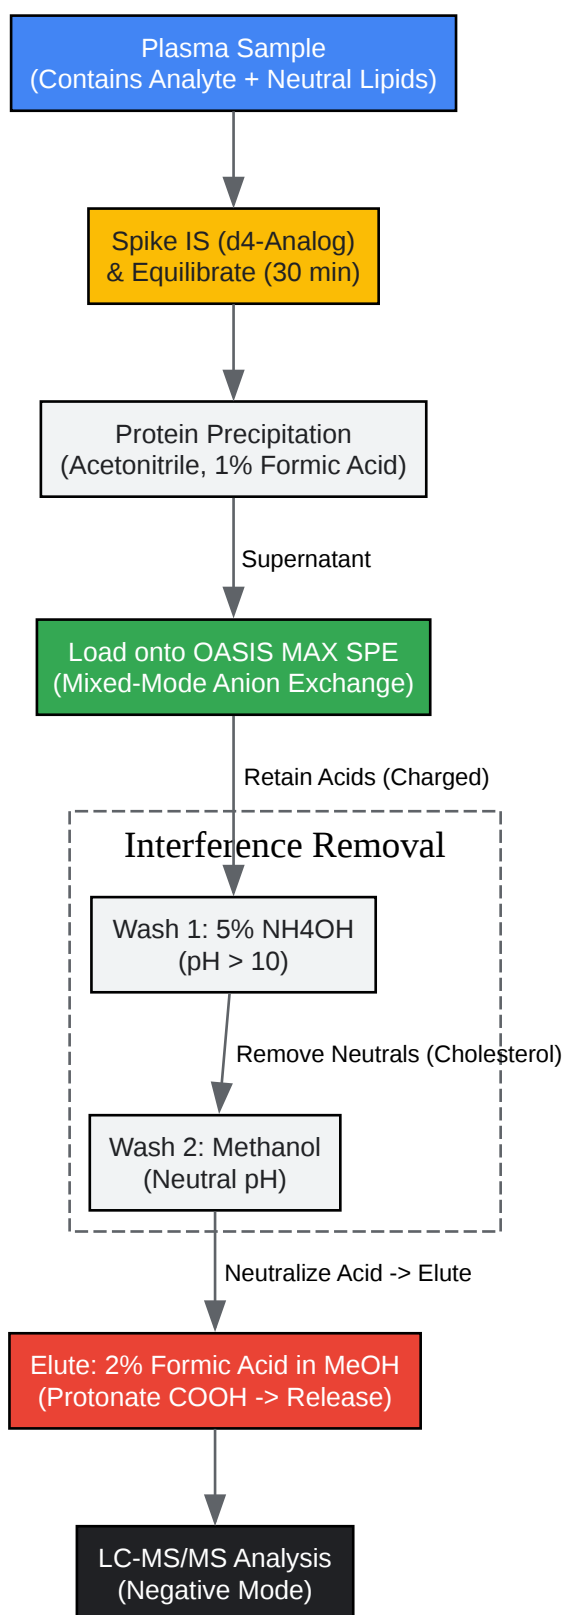 Plasma Sample
(Contains Analyte + Neutral Lipids)
Spike IS (d4-Analog)
& Equilibrate (30 min)
Protein Precipitation
(Acetonitrile, 1% Formic Acid)
Supernatant
Load onto OASIS MAX SPE
(Mixed-Mode Anion Exchange)
Retain Acids (Charged)
Interference Removal
Wash 1: 5% NH4OH
(pH > 10)
Remove Neutrals (Cholesterol)
Wash 2: Methanol
(Neutral pH)
Neutralize Acid -> Elute
Elute: 2% Formic Acid in MeOH
(Protonate COOH -> Release)
LC-MS/MS Analysis
(Negative Mode)